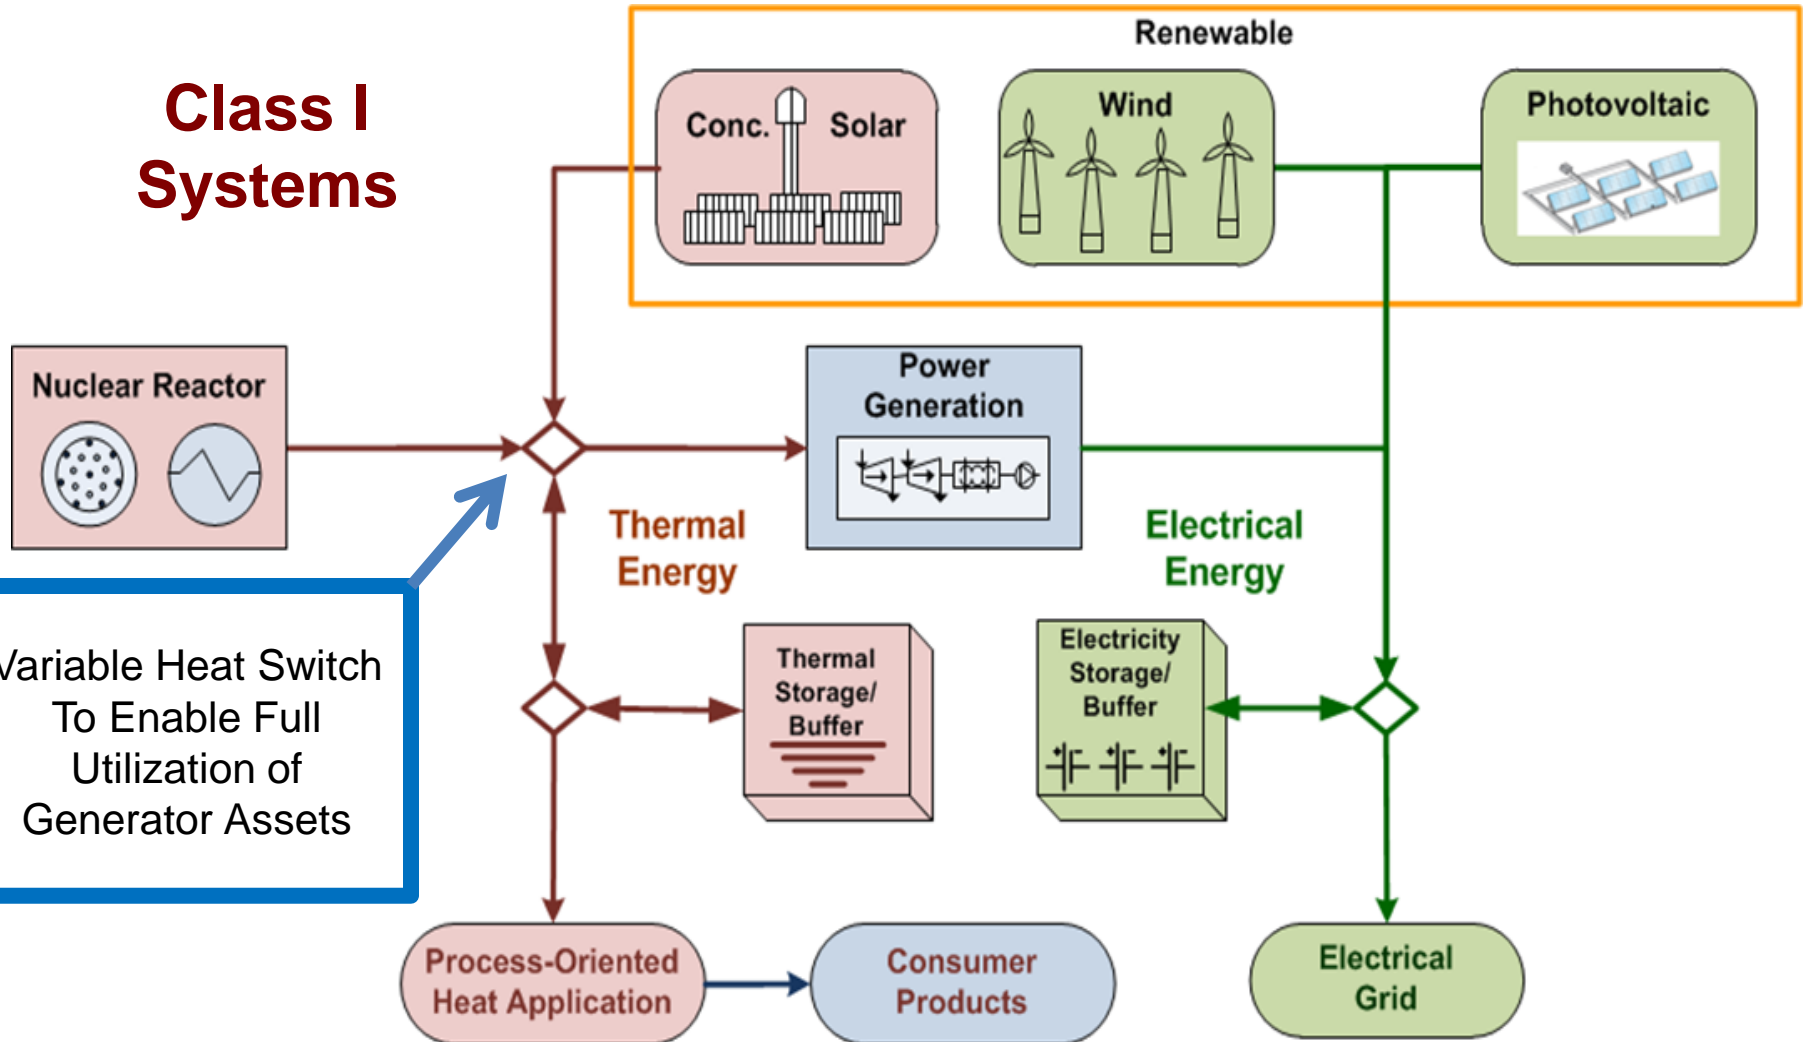 Class I
Systems
Renewable
Conc. Solar
Wind
Photovoltaic
Nuclear Reactor
Power
Generation
Thermal
Energy
Electrical
Energy
Variable Heat Switch
To Enable Full
Utilization of
Generator Assets
Thermal
Storage/
Buffer
Electricity
Storage/
Buffer
Process-Oriented
Heat Application
Consumer
Products
Electrical
Grid